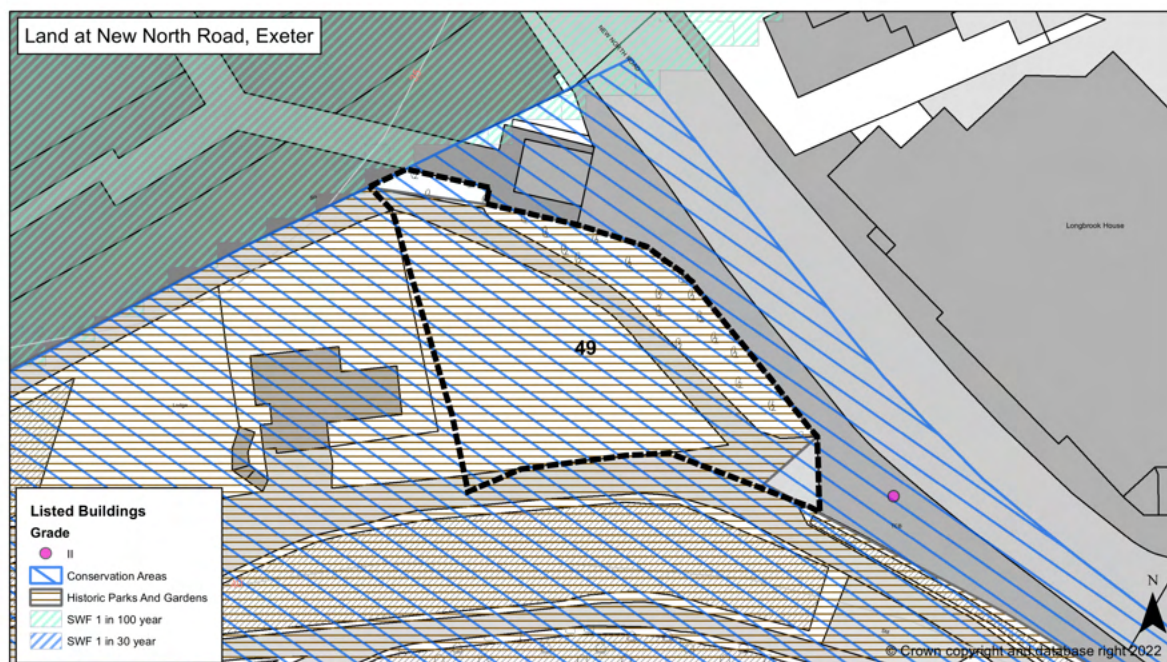 Land at New North Road, Exeter
NEW NORTH ROAD
Longbrook House
49
Lodge
Listed Buildings
Grade
II
Conservation Areas
Historic Parks And Gardens
SWF 1 in 100 year
SWF 1 in 30 year
N
© Crown copyright and database right 2022